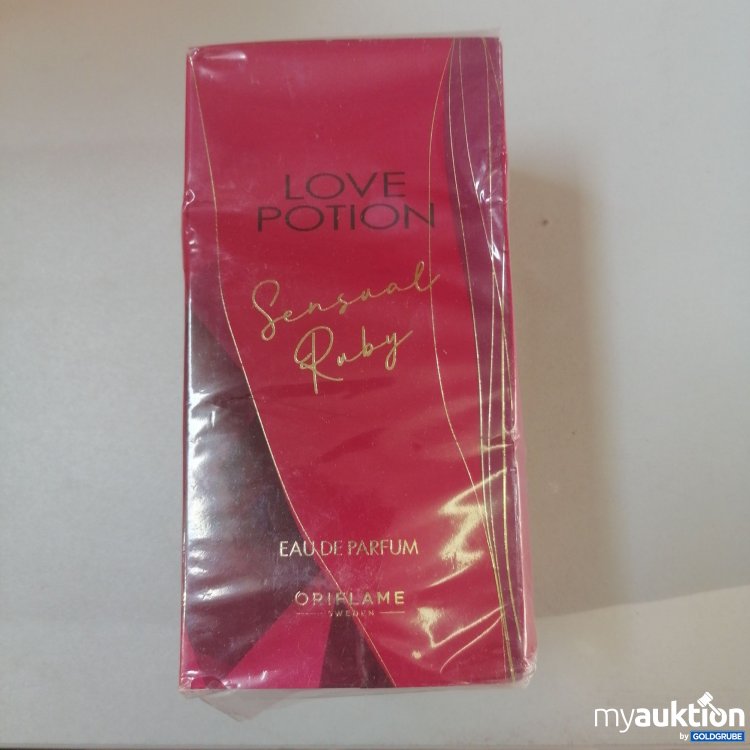 LOVE
POTION
Sensual
Ruby
EAU DE PARFUM
ORIFLAME
SWEDEN
myauktion
by GOLDGRUBE